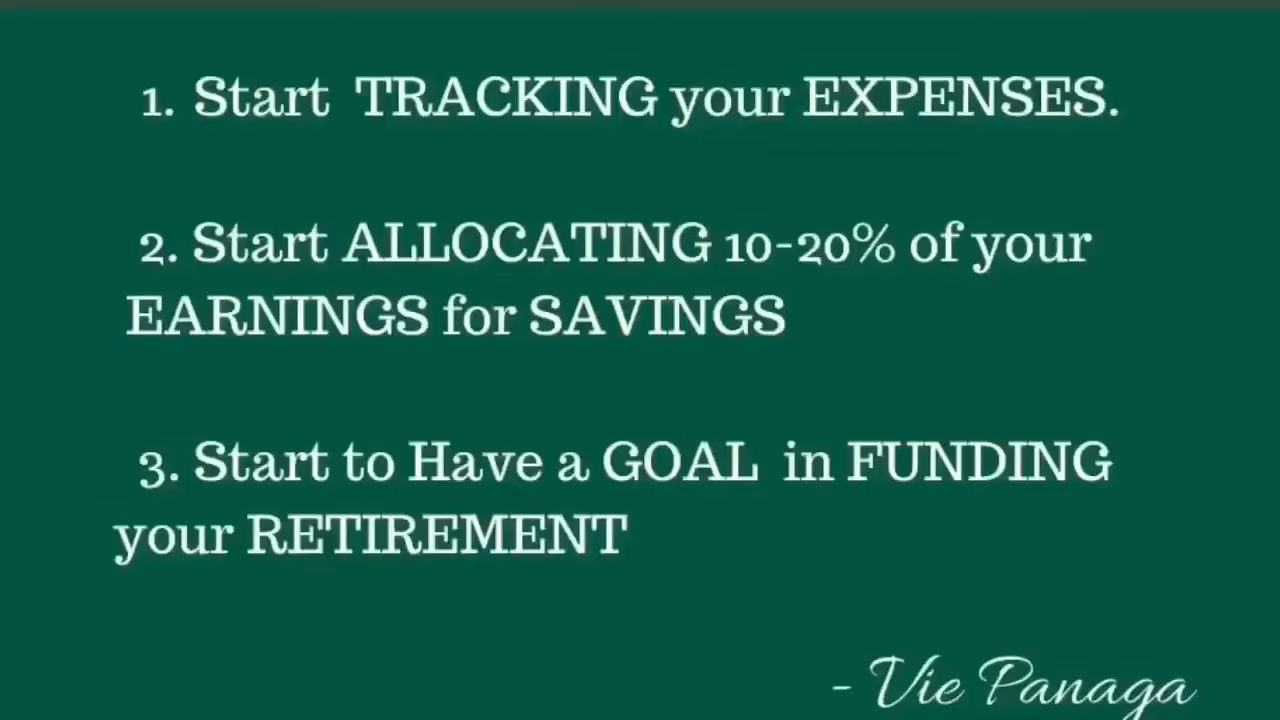 1. Start TRACKING your EXPENSES.
2. Start ALLOCATING 10-20% of your
EARNINGS for SAVINGS
3. Start to Have a GOAL in FUNDING
your RETIREMENT
- Vie Panaga